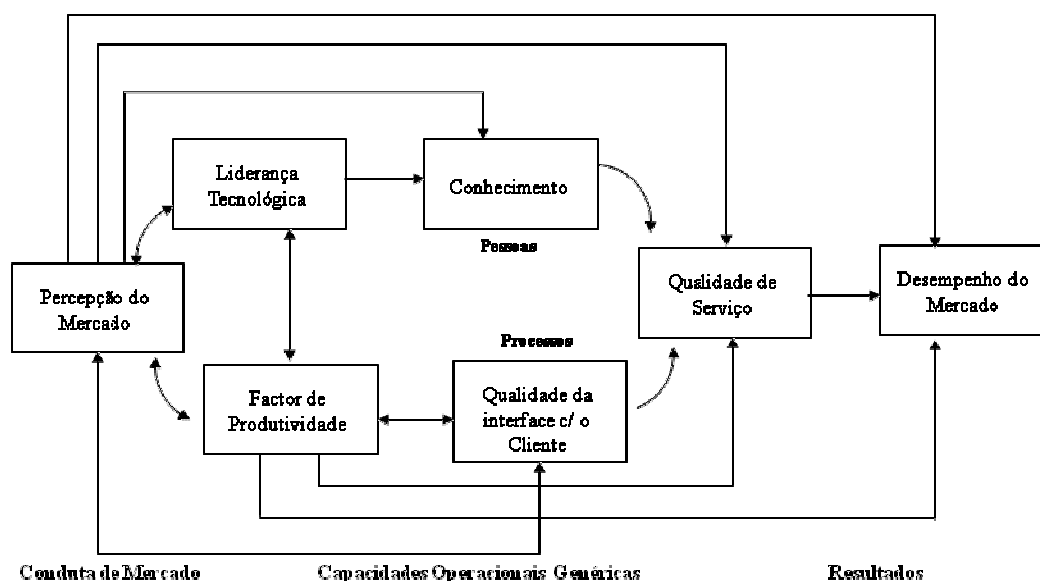 Liderança
Tecnológica
Conhecimento
Pessoas
Percepção do
Mercado
Qualidade de
Serviço
Desempenho do
Mercado
Processos
Factor de
Produtividade
Qualidade da
interface c/ o
Cliente
Conduta de Mercado
Capacidades Operacionais Genéricas
Resultados